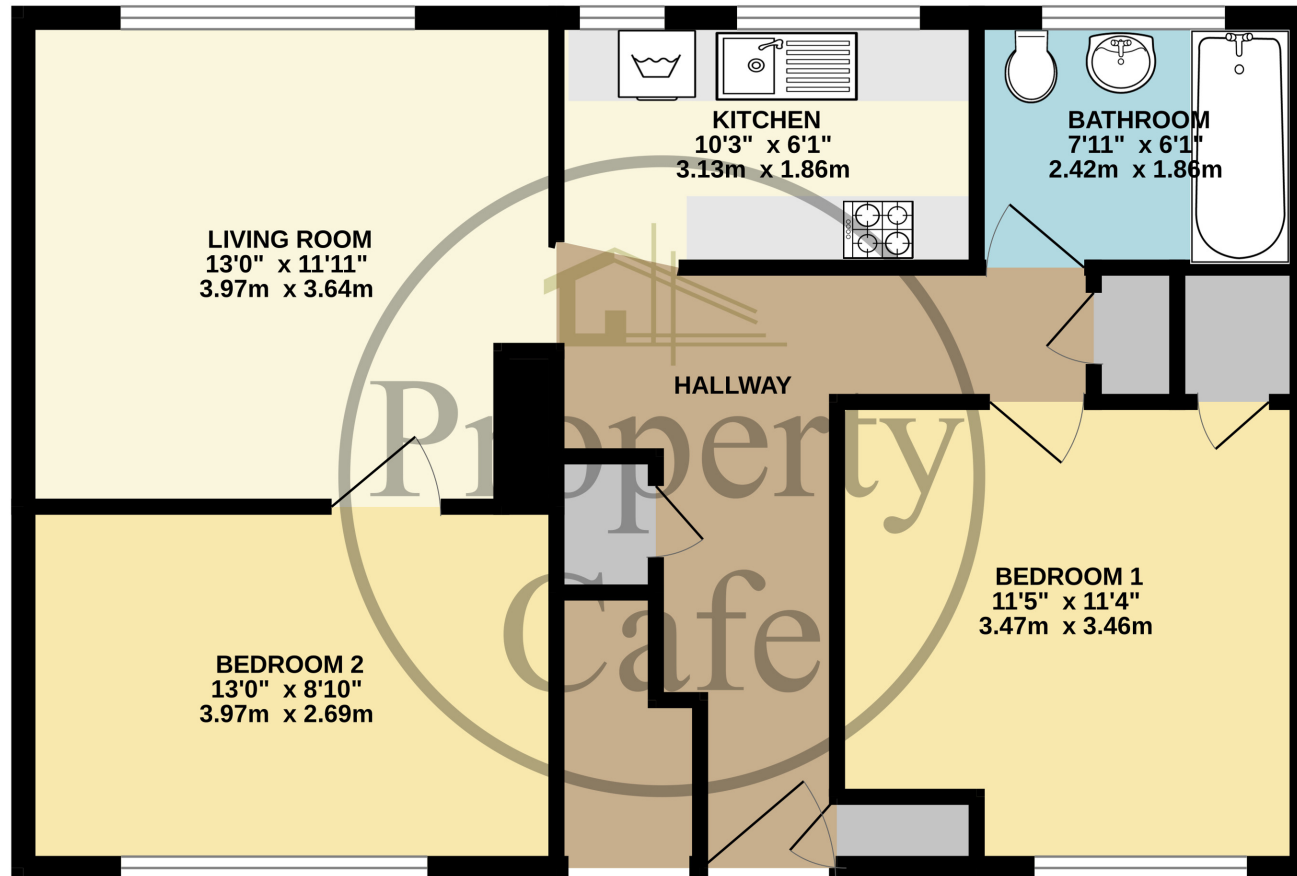 LIVING ROOM
13'0" x 11'11"
3.97m x 3.64m
KITCHEN
10'3" x 6'1"
3.13m x 1.86m
BATHROOM
7'11" x 6'1"
2.42m x 1.86m
HALLWAY
Property
Cafe
BEDROOM 1
11'5" x 11'4"
3.47m x 3.46m
BEDROOM 2
13'0" x 8'10"
3.97m x 2.69m